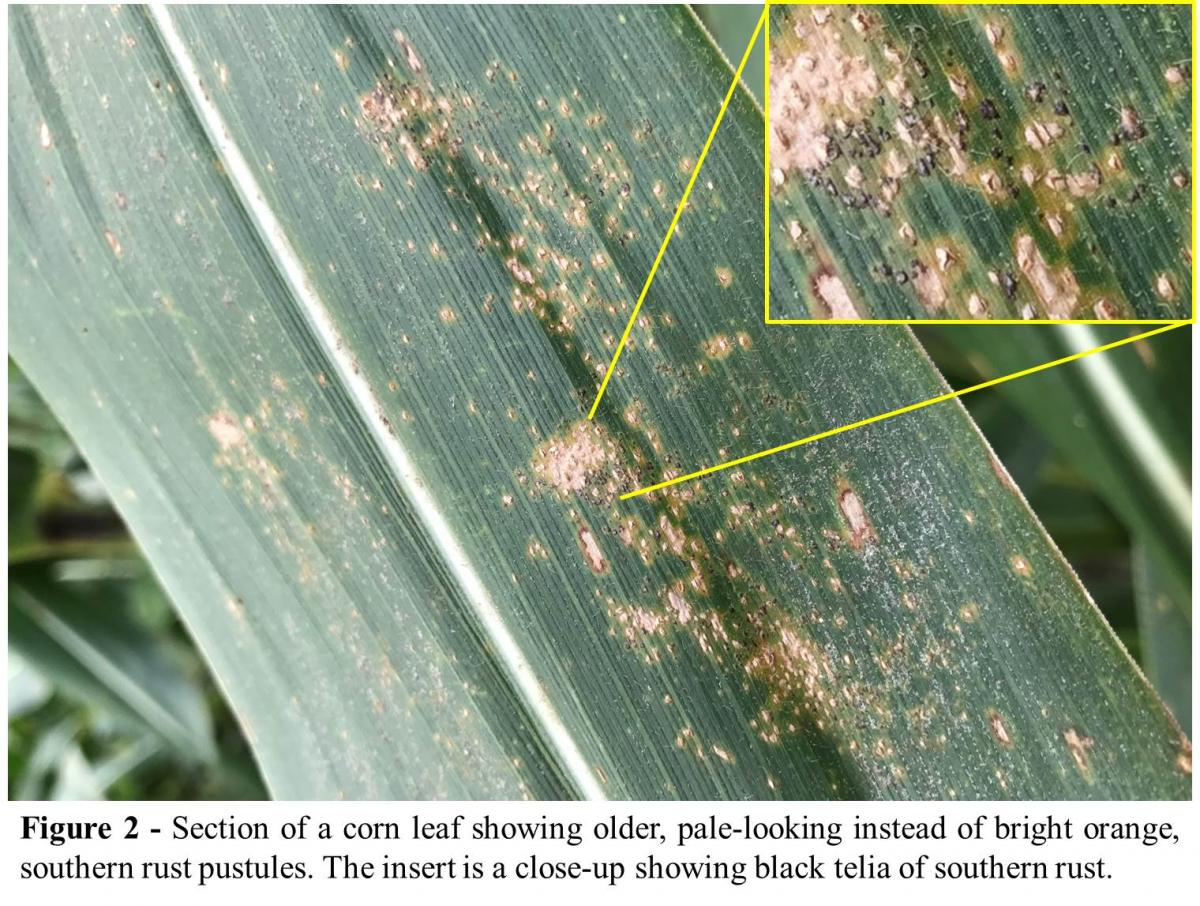 Figure 2 - Section of a corn leaf showing older, pale-looking instead of bright orange,
southern rust pustules. The insert is a close-up showing black telia of southern rust.